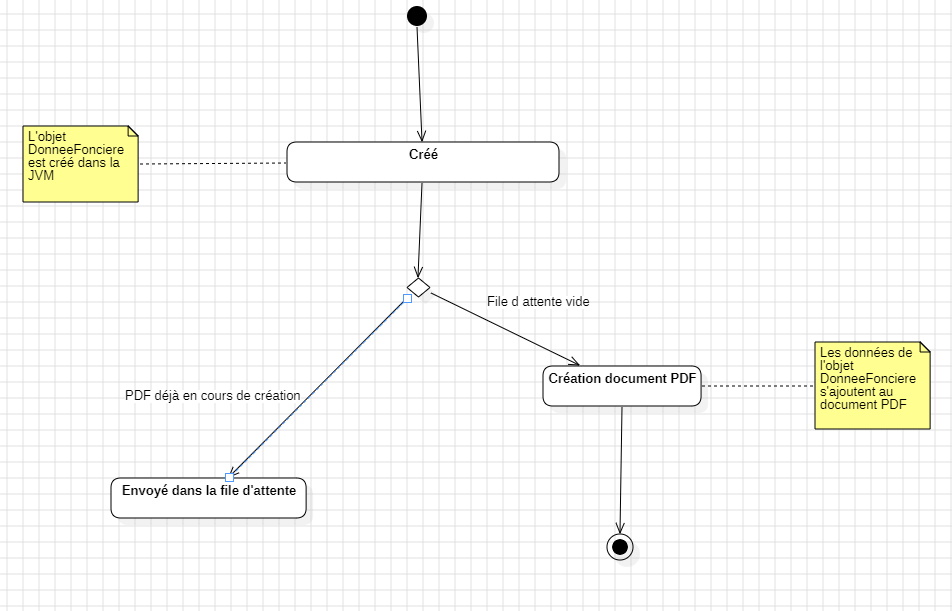 L'objet
DonneeFonciere
est créé dans la
JVM
Créé
File d attente vide
Les données de
l'objet
DonneeFonciere
s'ajoutent au
document PDF
Création document PDF
PDF déjà en cours de création
Envoyé dans la file d'attente